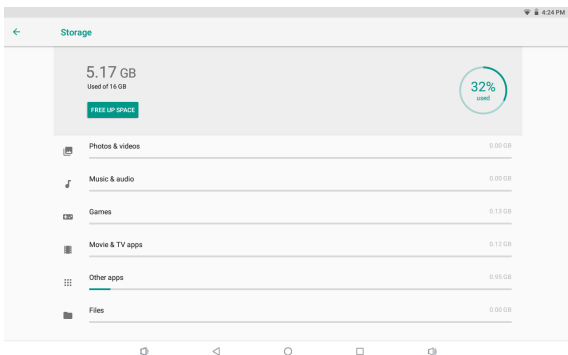 4:24 PM
Storage
5.17 GB
Used of 16 GB
FREE UP SPACE
32%
used
Photos & videos
0.00 GB
Music & audio
0.00 GB
Games
0.13 GB
Movie & TV apps
0.12 GB
Other apps
0.95 GB
Files
0.00 GB